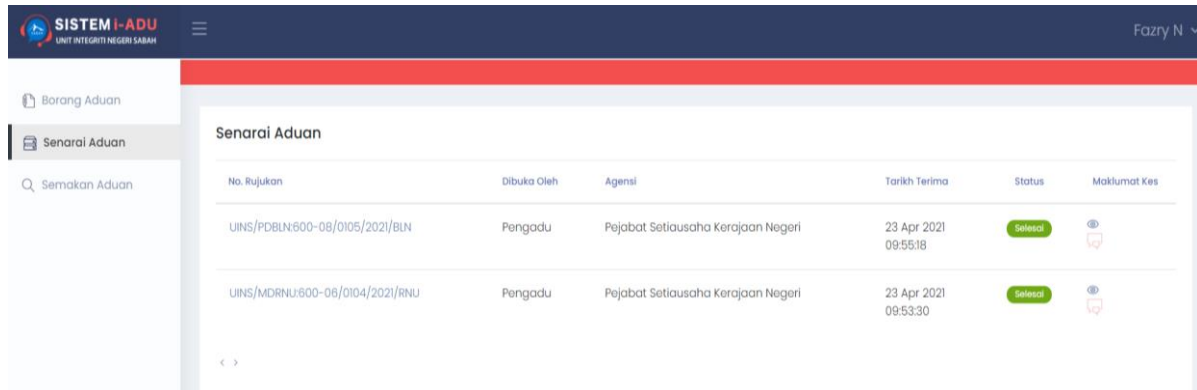 SISTEM i-ADU
UNIT INTEGRITI NEGERI SABAH
Fazry N
Borang Aduan
Senarai Aduan
Semakan Aduan
Senarai Aduan
No. Rujukan Dibuka Oleh Agensi Tarikh Terima Status Maklumat Kes
UINS/PDBLN:600-08/0105/2021/BLN Pengadu Pejabat Setiausaha Kerajaan Negeri 23 Apr 2021 Selesai
09:55:18
UINS/MDRNU:600-06/0104/2021/RNU Pengadu Pejabat Setiausaha Kerajaan Negeri 23 Apr 2021 Selesai
09:53:30
< >